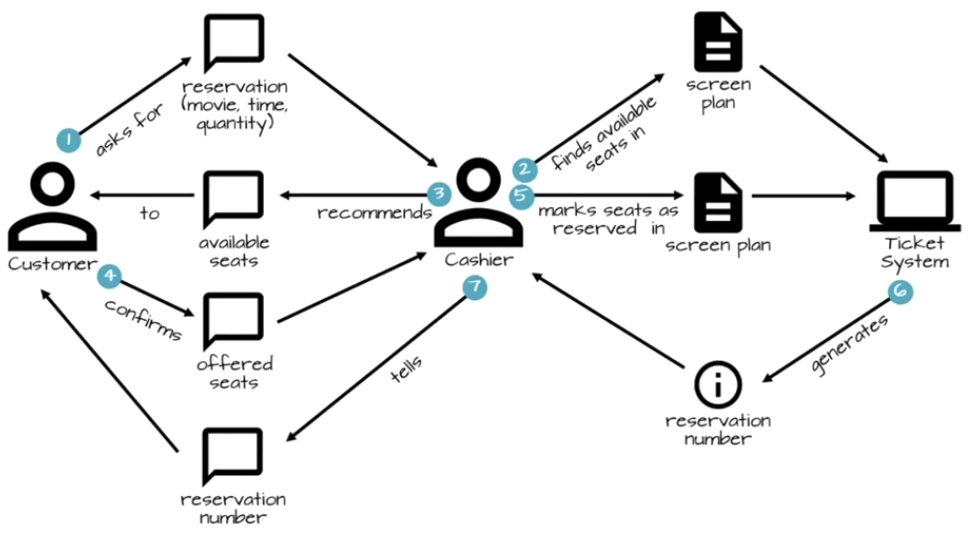 reservation
(movie, time,
quantity)
1
asks for
Customer
to
available
seats
3
recommends
Cashier
4
confirms
offered
seats
7
tells
reservation
number
2
finds available
seats in
screen
plan
5
marks seats as
reserved in
screen plan
Ticket
System
6
generates
reservation
number